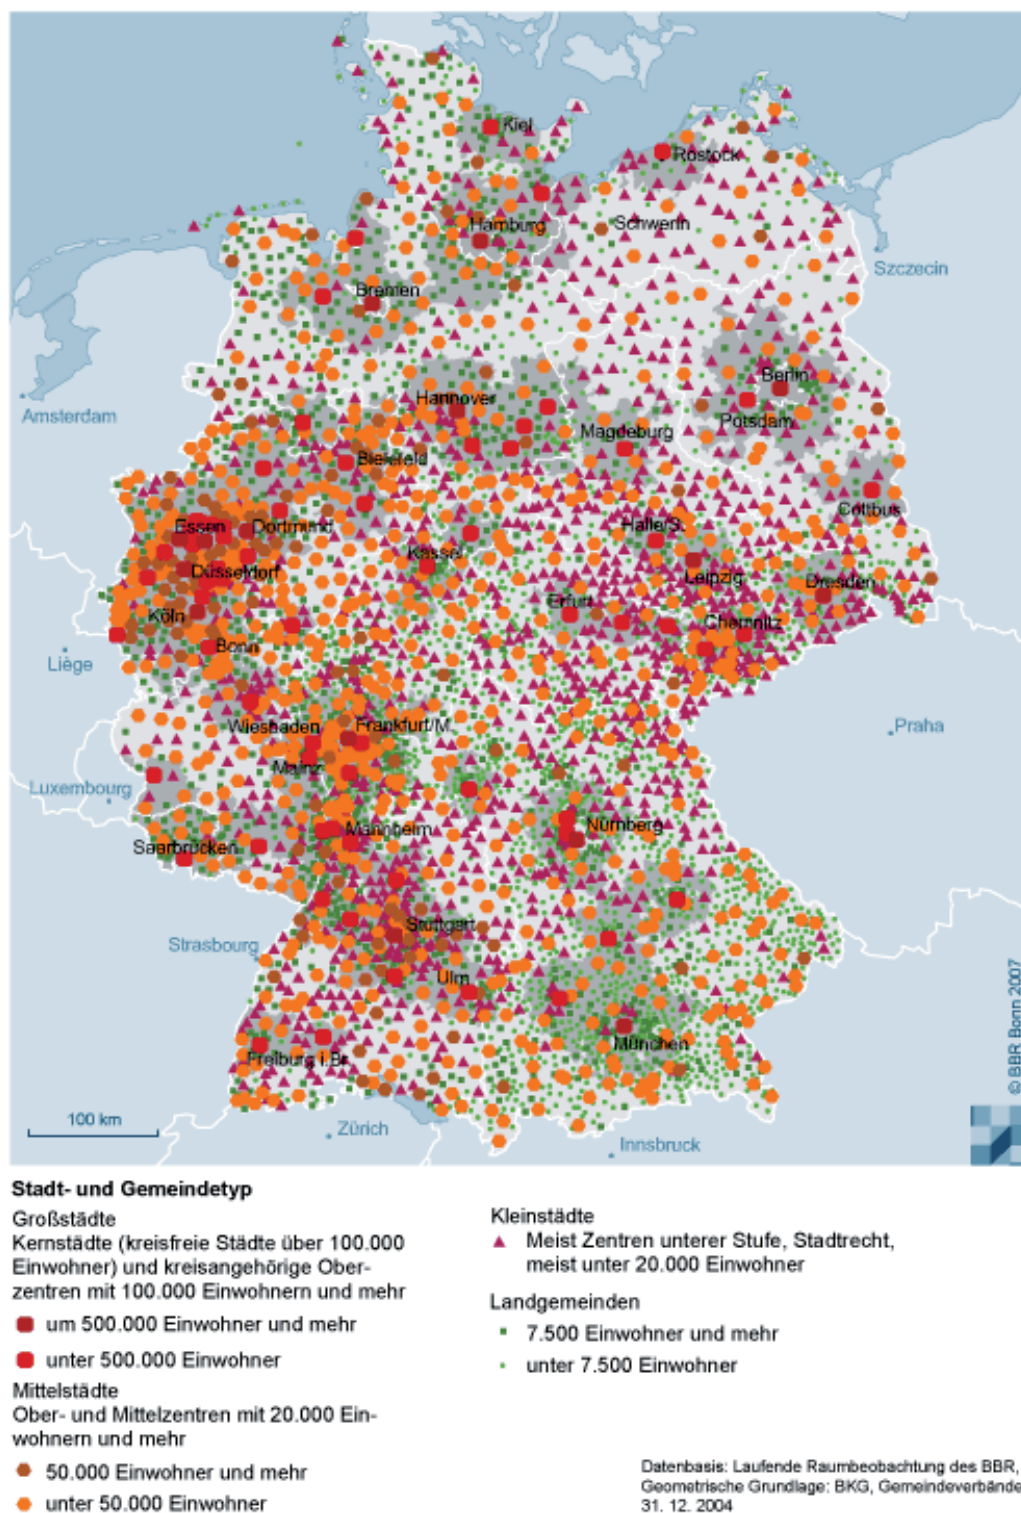 Kiel
Rostock
Hamburg
Schwerin
Szczecin
Bremen
Berlin
Hannover
Amsterdam
Potsdam
Magdeburg
Bielefeld
Cottbus
Essen
Dortmund
Halle/S.
Kassel
Düsseldorf
Leipzig
Dresden
Erfurt
Köln
Chemnitz
Bonn
Liège
Wiesbaden
Frankfurt/M.
Praha
Mainz
Luxembourg
Nürnberg
Mannheim
Saarbrücken
Stuttgart
Strasbourg
Ulm
München
Freiburg i.Br.
100 km
Zürich
Innsbruck
© BBR Bonn 2007
Stadt- und Gemeindetyp
Großstädte
Kernstädte (kreisfreie Städte über 100.000
Einwohner) und kreisangehörige Ober-
zentren mit 100.000 Einwohnern und mehr
um 500.000 Einwohner und mehr
unter 500.000 Einwohner
Mittelstädte
Ober- und Mittelzentren mit 20.000 Ein-
wohnern und mehr
50.000 Einwohner und mehr
unter 50.000 Einwohner
Kleinstädte
Meist Zentren unterer Stufe, Stadtrecht,
meist unter 20.000 Einwohner
Landgemeinden
7.500 Einwohner und mehr
unter 7.500 Einwohner
Datenbasis: Laufende Raumbeobachtung des BBR,
Geometrische Grundlage: BKG, Gemeindeverbände
31. 12. 2004